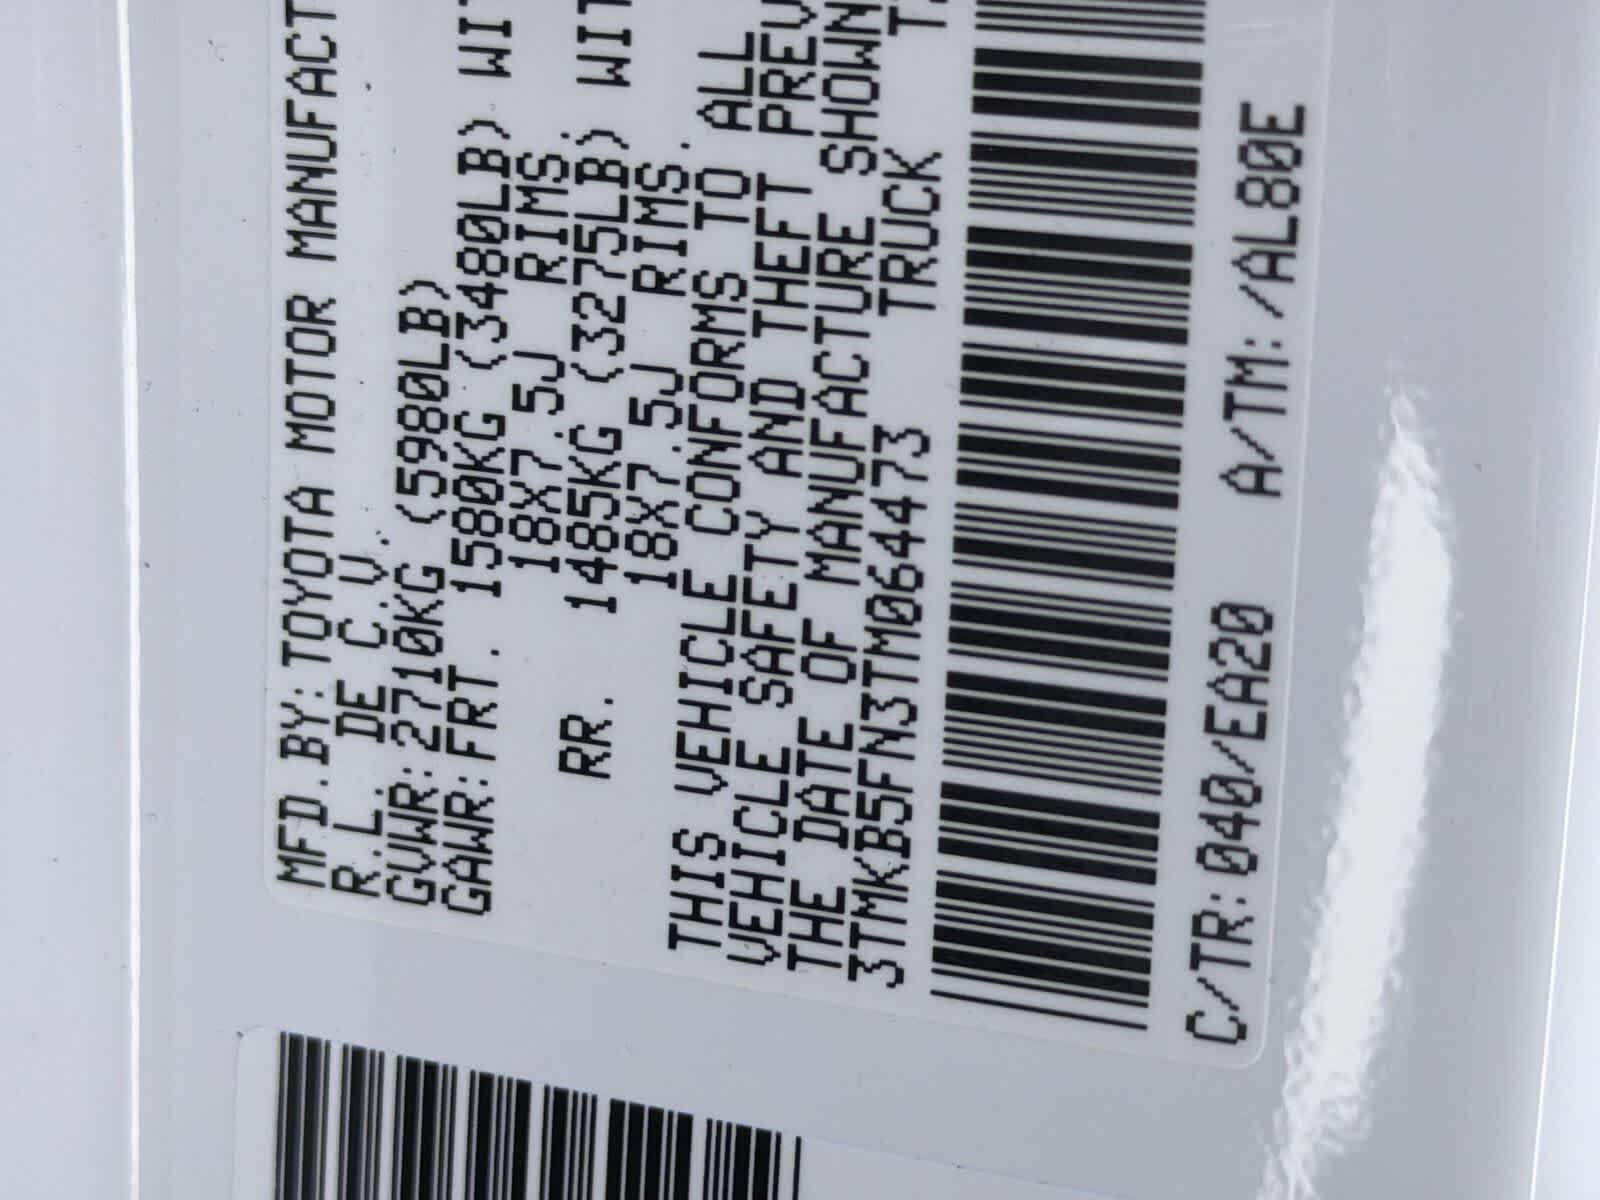 MFD.BY:TOYOTA MOTOR MANUFACT
R.L. DE C.V.
GVWR:2710KG (5980LB)
GAWR:FRT. 1580KG (3480LB) WIT
18X7.5J RIMS
RR. 1485KG (3275LB) WIT
18X7.5J RIMS.
THIS VEHICLE CONFORMS TO ALL
VEHICLE SAFETY AND THEFT PREV
THE DATE OF MANUFACTURE SHOWN
3TMKB5FN3TM064473 TRUCK T
C/TR:040/EA20 A/TM:/AL80E